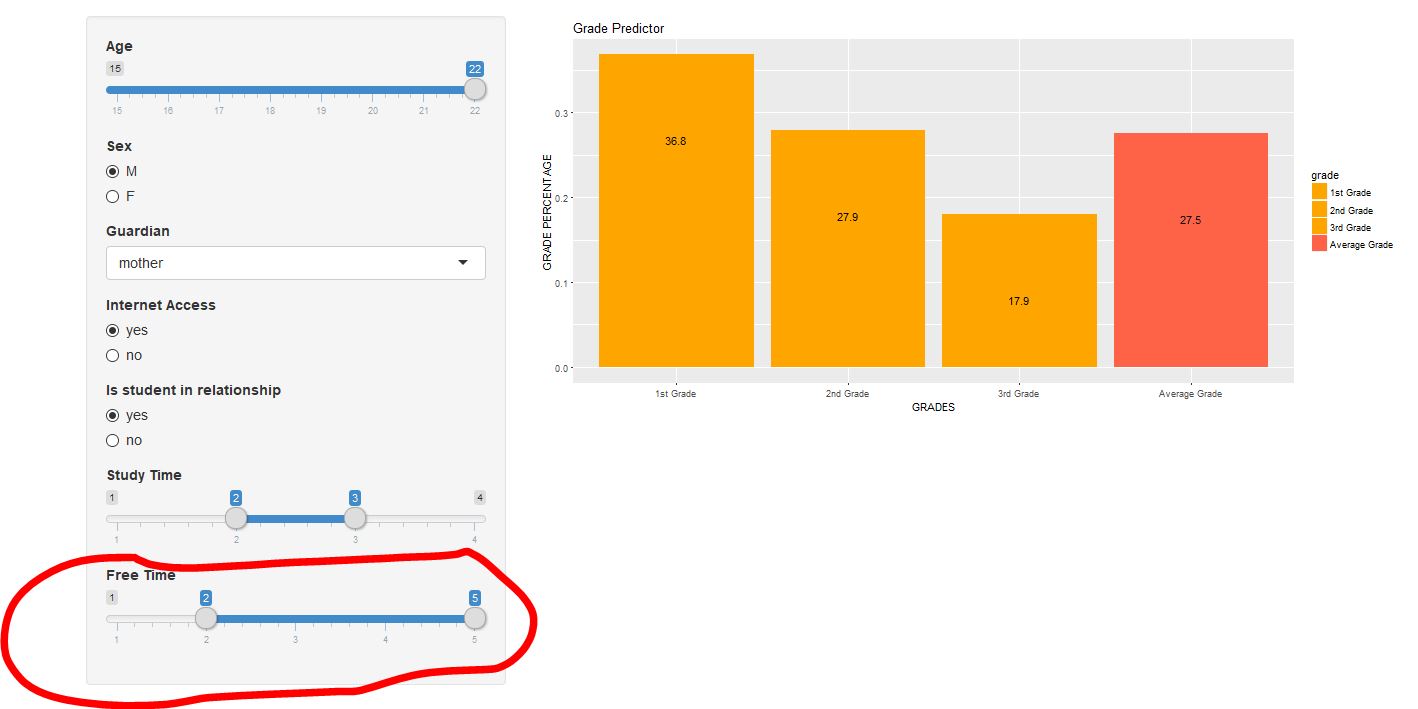 Age
15 22
15 16 17 18 19 20 21 22
Sex
M
F
Guardian
mother
Internet Access
yes
no
Is student in relationship
yes
no
Study Time
1 2 3 4
1 2 3 4
Free Time
1 2 5
1 2 3 4 5
Grade Predictor
GRADE PERCENTAGE
0.3
0.2
0.1
0.0
36.8
27.9
17.9
27.5
1st Grade 2nd Grade 3rd Grade Average Grade
GRADES
grade
1st Grade
2nd Grade
3rd Grade
Average Grade